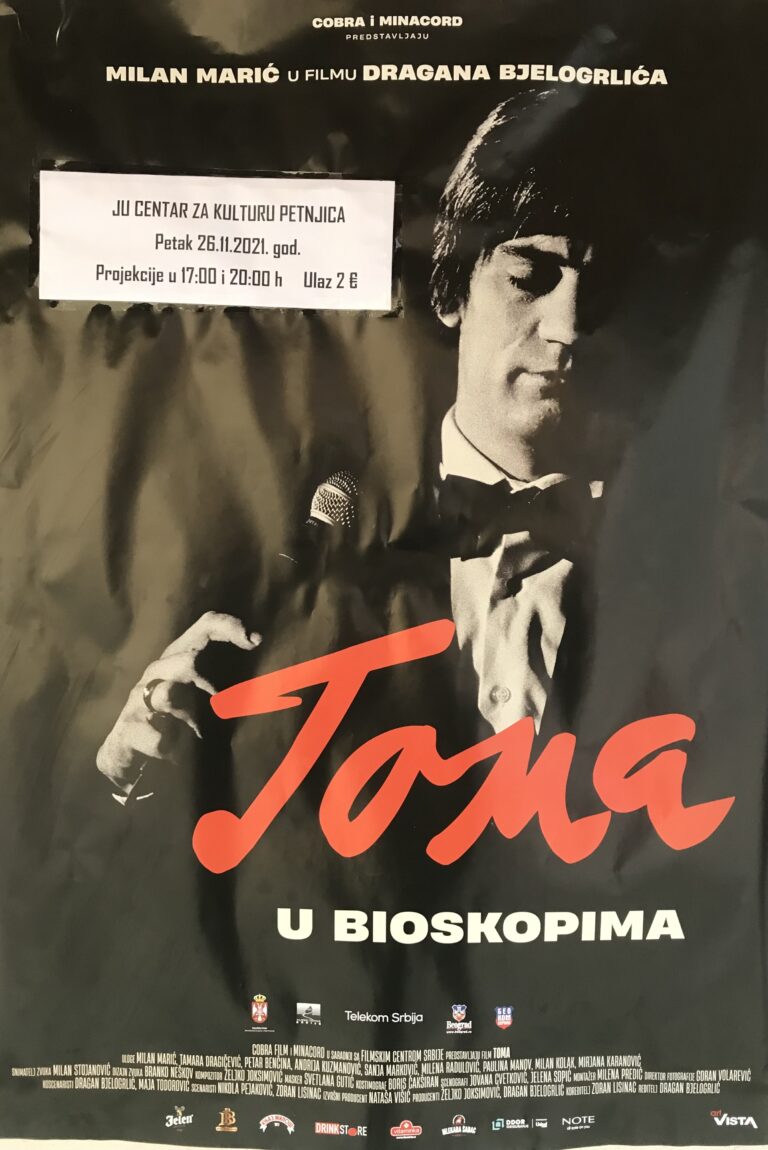 COBRA i MINACORD
PREDSTAVLJAJU
MILAN MARIĆ U FILMU DRAGANA BJELOGRLIĆA
JU CENTAR ZA KULTURU PETNJICA
Petak 26.11.2021. god.
Projekcije u 17:00 i 20:00 h Ulaz 2 €
Тома
U BIOSKOPIMA
Telekom Srbija
Beograd
COBRA FILM i MINACORD U SARADNJI SA FILMSKIM CENTROM SRBIJE PREDSTAVLJAJU FILM TOMA
ULOGE MILAN MARIĆ, TAMARA DRAGIČEVIĆ, PETAR BENČINA, ANDRIJA KUZMANOVIĆ, SANJA MARKOVIĆ, MILENA RADULOVIĆ, PAULINA MANOV, MILAN KOLAK, MIRJANA KARANOVIĆ
SNIMATELJ ZVUKA MILAN STOJANOVIĆ DIZAJN ZVUKA BRANKO NEŠKOV KOMPOZITOR ŽELJKO JOKSIMOVIĆ MASKER SVETLANA GUTIĆ KOSTIMOGRAF BORIS ČAKŠIRAN SCENOGRAFI JOVANA CVETKOVIĆ, JELENA SOPIĆ MONTAŽER MILENA PREDIĆ DIREKTOR FOTOGRAFIJE GORAN VOLAREVIĆ
KOSCENARISTI DRAGAN BJELOGRLIĆ, MAJA TODOROVIĆ SCENARISTI NIKOLA PEJAKOVIĆ, ZORAN LISINAC IZVRŠNI PRODUCENT NATAŠA VIŠIĆ PRODUCENTI ŽELJKO JOKSIMOVIĆ, DRAGAN BJELOGRLIĆ KOREDITELJ ZORAN LISINAC REDITELJ DRAGAN BJELOGRLIĆ
Jelen
DRINKSTORE
vitaminka
MLEKARA ŠABAC
DDOR
NOTE
art VISTA